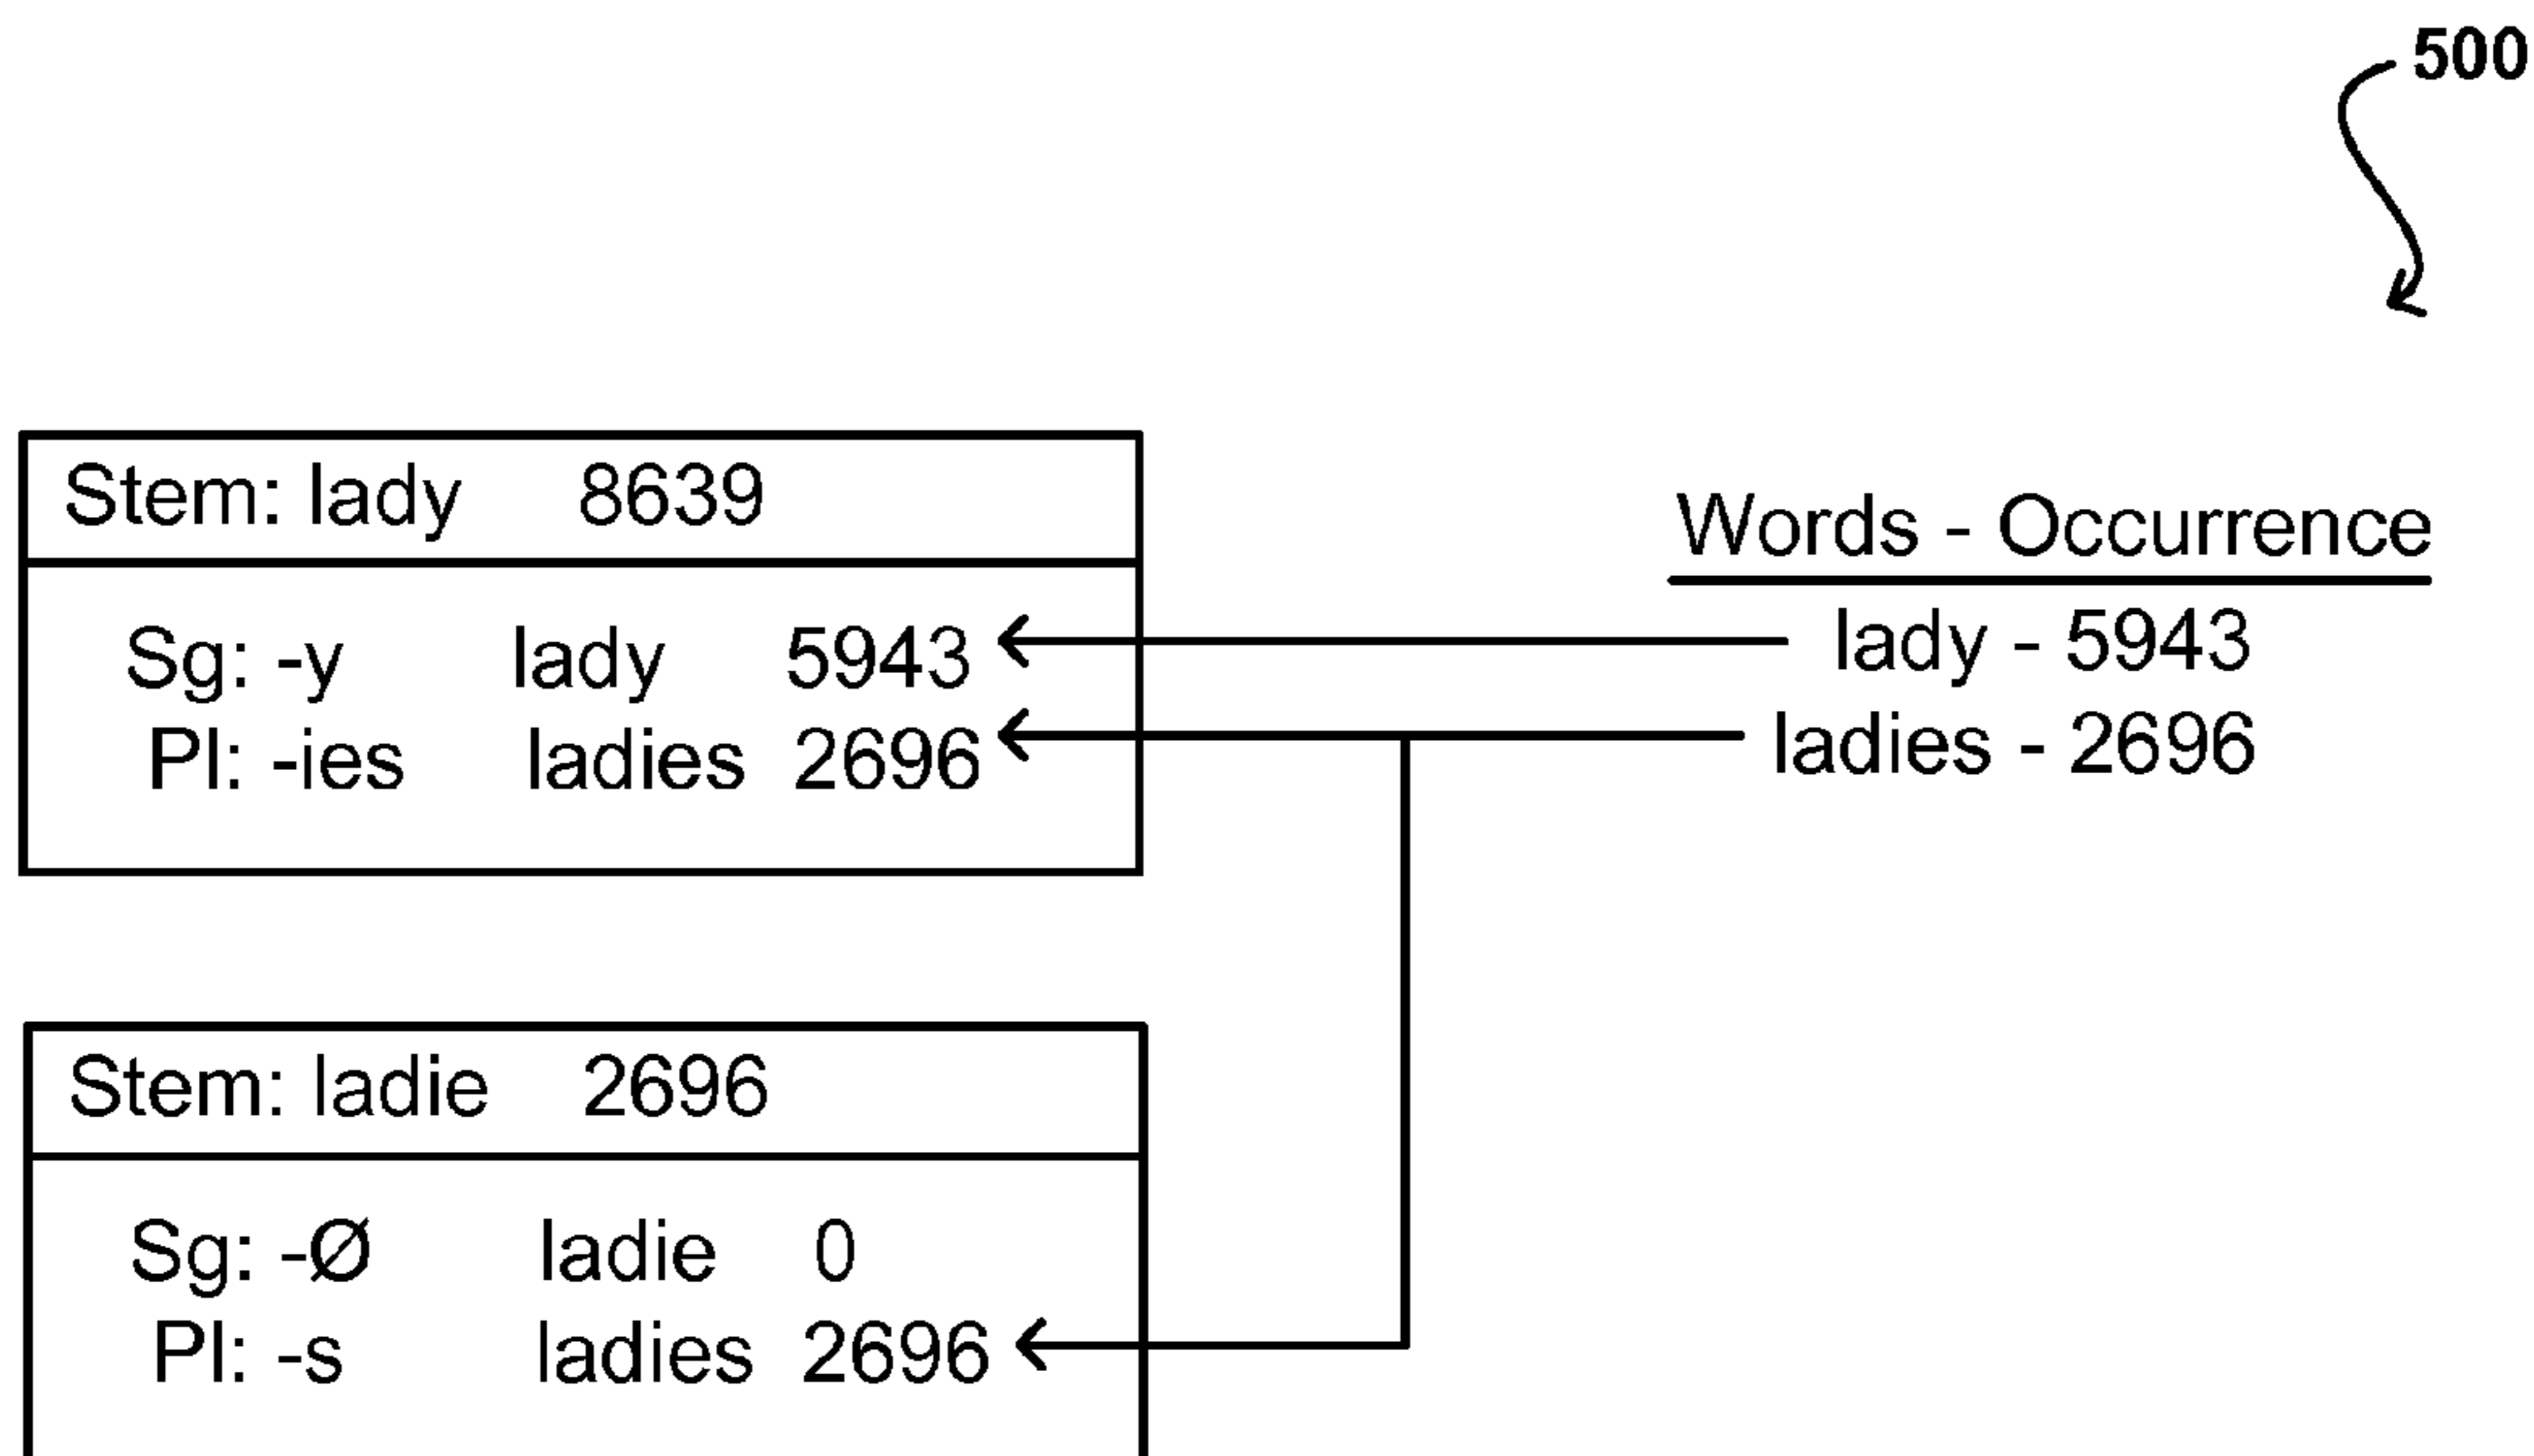 500
Stem: lady 8639
Sg: -y lady 5943
Pl: -ies ladies 2696
Words - Occurrence
lady - 5943
ladies - 2696
Stem: ladie 2696
Sg: -Ø ladie 0
Pl: -s ladies 2696